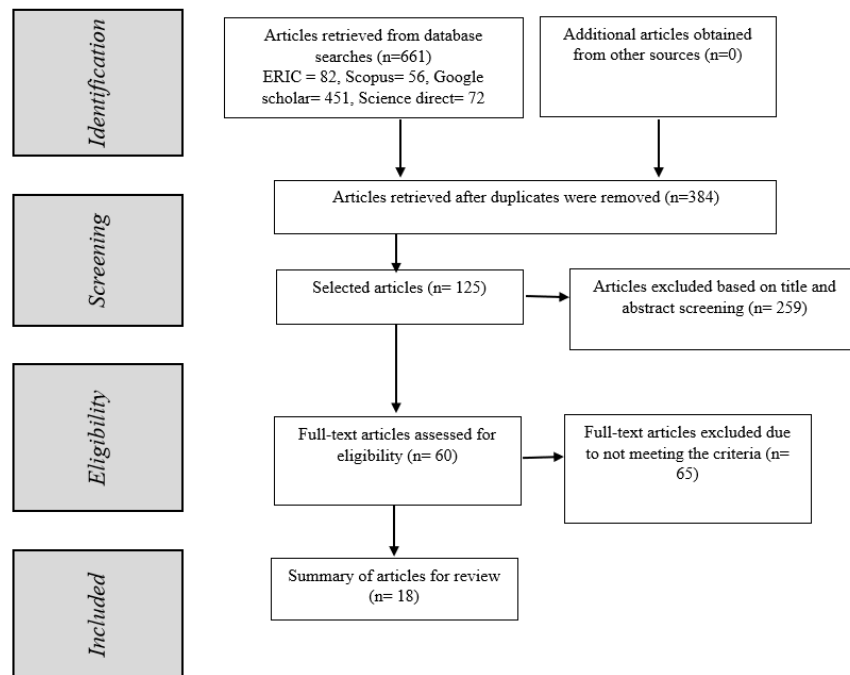 Identification
Articles retrieved from database
searches (n=661)
ERIC = 82, Scopus= 56, Google
scholar= 451, Science direct= 72
Additional articles obtained
from other sources (n=0)
Screening
Articles retrieved after duplicates were removed (n=384)
Selected articles (n= 125)
Articles excluded based on title and
abstract screening (n= 259)
Eligibility
Full-text articles assessed for
eligibility (n= 60)
Full-text articles excluded due
to not meeting the criteria (n=
65)
Included
Summary of articles for review
(n= 18)